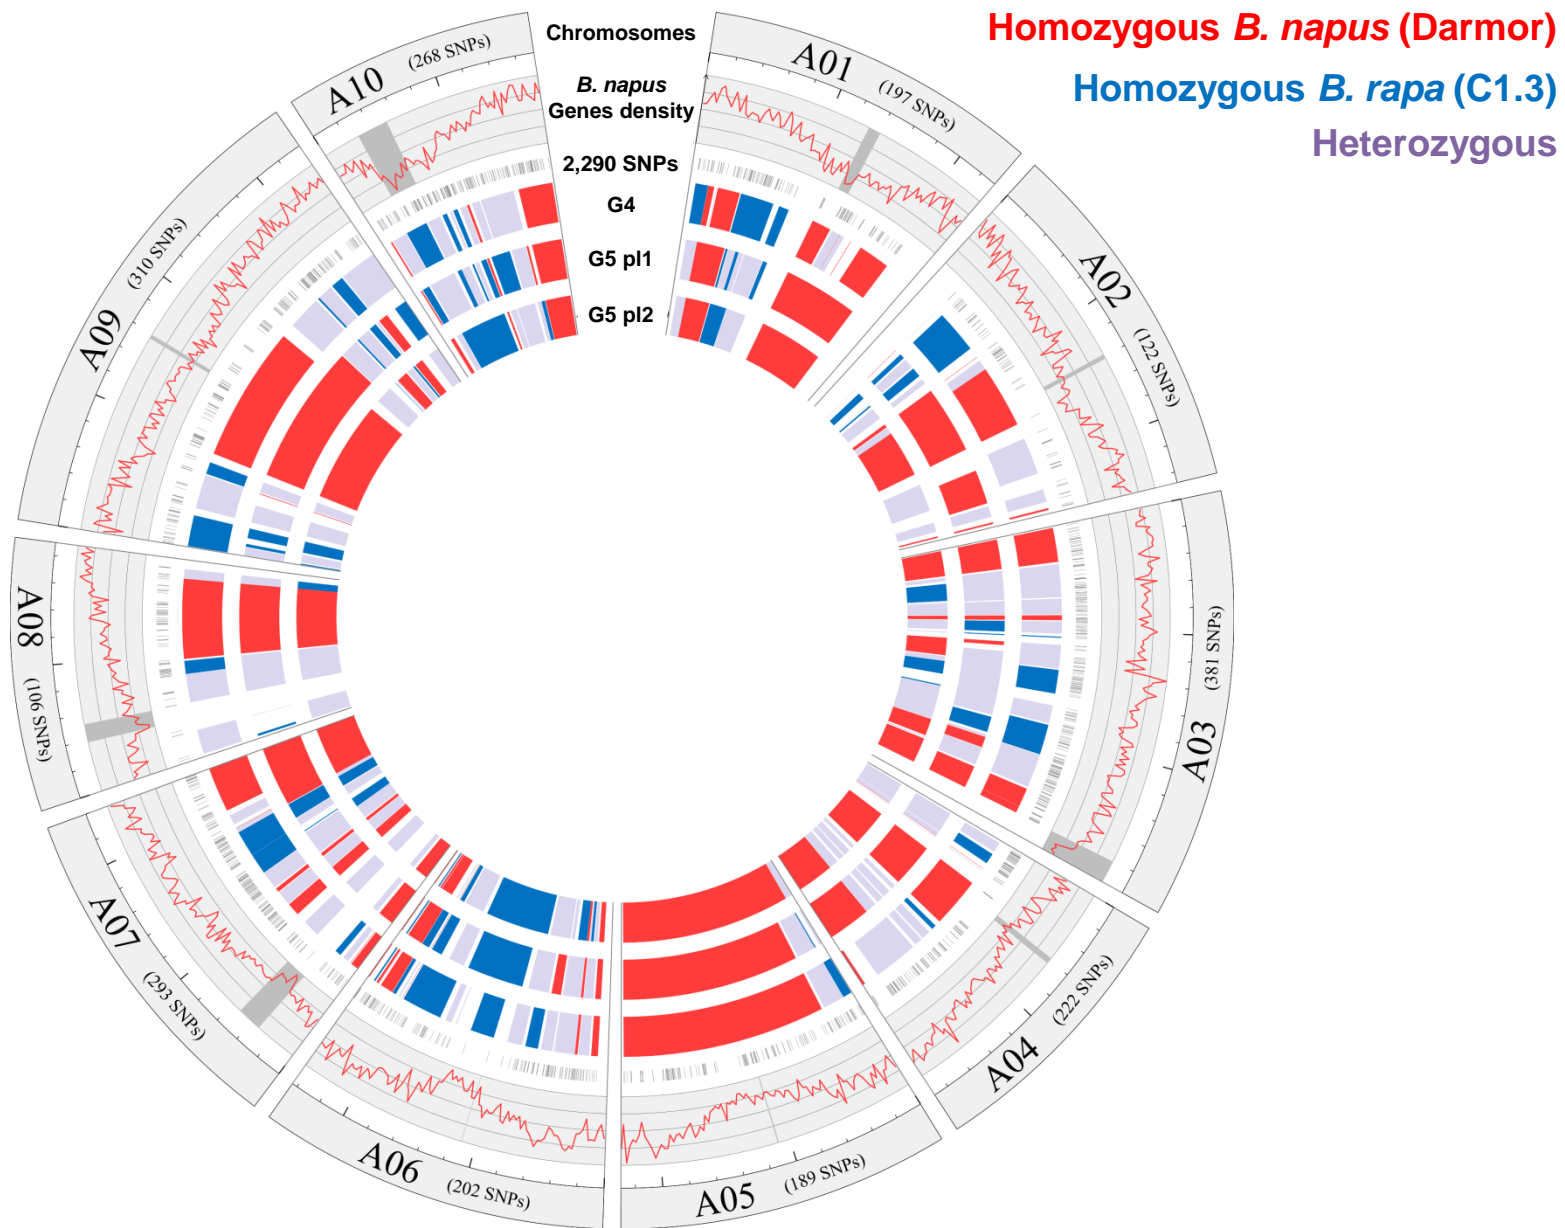 Homozygous B. napus (Darmor)
Homozygous B. rapa (C1.3)
Heterozygous
Chromosomes
B. napus
Genes density
2,290 SNPs
G4
G5 pl1
G5 pl2
A01 (197 SNPs)
A02 (122 SNPs)
A03 (381 SNPs)
A04 (222 SNPs)
A05 (189 SNPs)
A06 (202 SNPs)
A07 (293 SNPs)
A08 (106 SNPs)
A09 (310 SNPs)
A10 (268 SNPs)